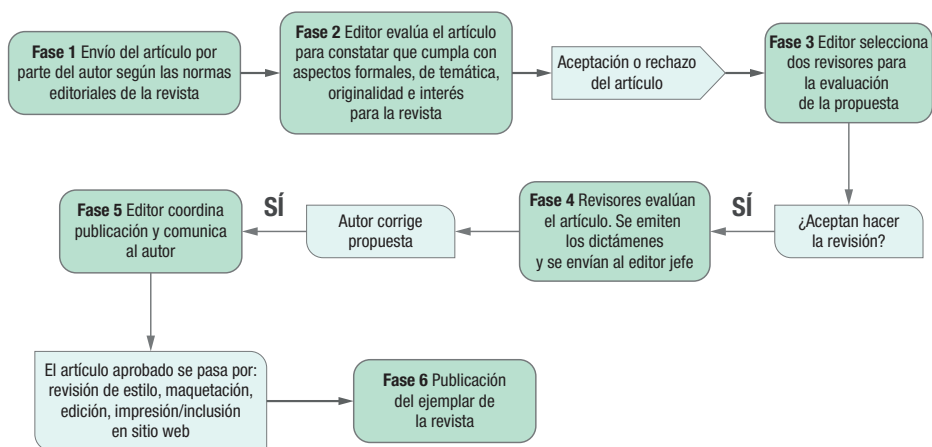 Fase 1 Envío del artículo por
parte del autor según las normas
editoriales de la revista
Fase 2 Editor evalúa el artículo
para constatar que cumpla con
aspectos formales, de temática,
originalidad e interés
para la revista
Aceptación o rechazo
del artículo
Fase 3 Editor selecciona
dos revisores para
la evaluación
de la propuesta
¿Aceptan hacer
la revisión?
SÍ
Fase 4 Revisores evalúan
el artículo. Se emiten
los dictámenes
y se envían al editor jefe
Autor corrige
propuesta
SÍ
Fase 5 Editor coordina
publicación y comunica
al autor
El artículo aprobado se pasa por:
revisión de estilo, maquetación,
edición, impresión/inclusión
en sitio web
Fase 6 Publicación
del ejemplar de
la revista